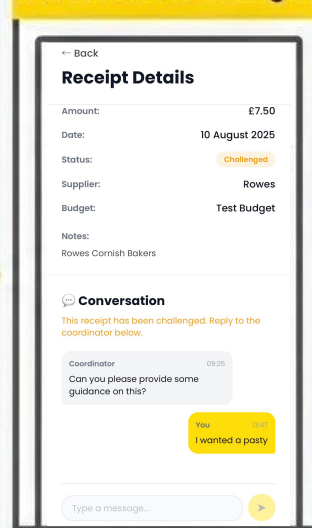 ← Back
Receipt Details
Amount: £7.50
Date: 10 August 2025
Status: Challenged
Supplier: Rowes
Budget: Test Budget
Notes:
Rowes Cornish Bakers
💬 Conversation
This receipt has been challenged. Reply to the
coordinator below.
Coordinator 09:25
Can you please provide some
guidance on this?
You 13:47
I wanted a pasty
Type a message...